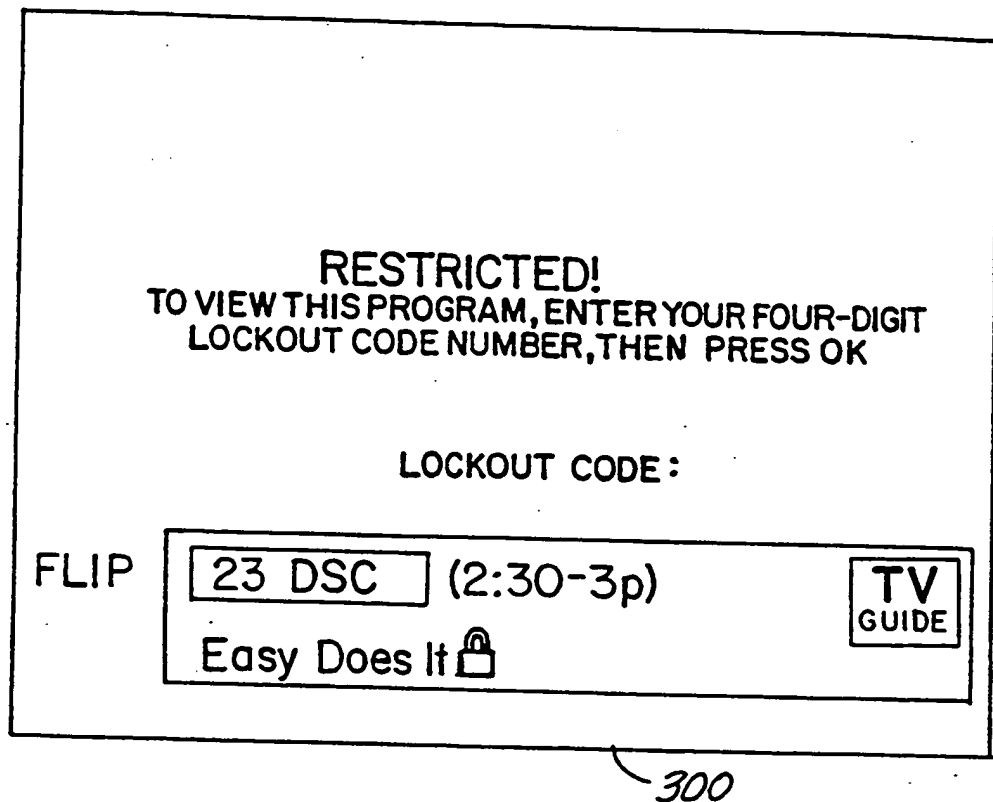 RESTRICTED!
TO VIEW THIS PROGRAM, ENTER YOUR FOUR-DIGIT
LOCKOUT CODE NUMBER, THEN PRESS OK
LOCKOUT CODE:
FLIP
23 DSC (2:30-3p)
TV
GUIDE
Easy Does It
300